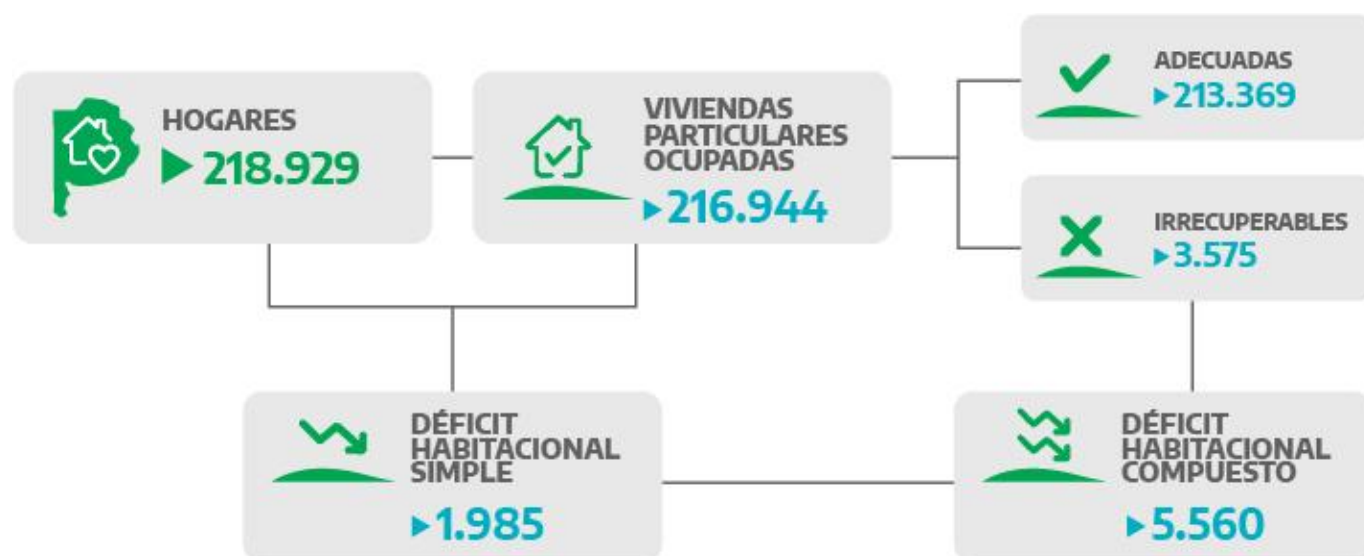 HOGARES
218.929
VIVIENDAS
PARTICULARES
OCUPADAS
216.944
ADECUADAS
213.369
IRRECUPERABLES
3.575
DÉFICIT
HABITACIONAL
SIMPLE
1.985
DÉFICIT
HABITACIONAL
COMPUESTO
5.560